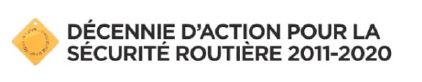 DÉCENNIE D'ACTION POUR LA
SÉCURITÉ ROUTIÈRE 2011-2020